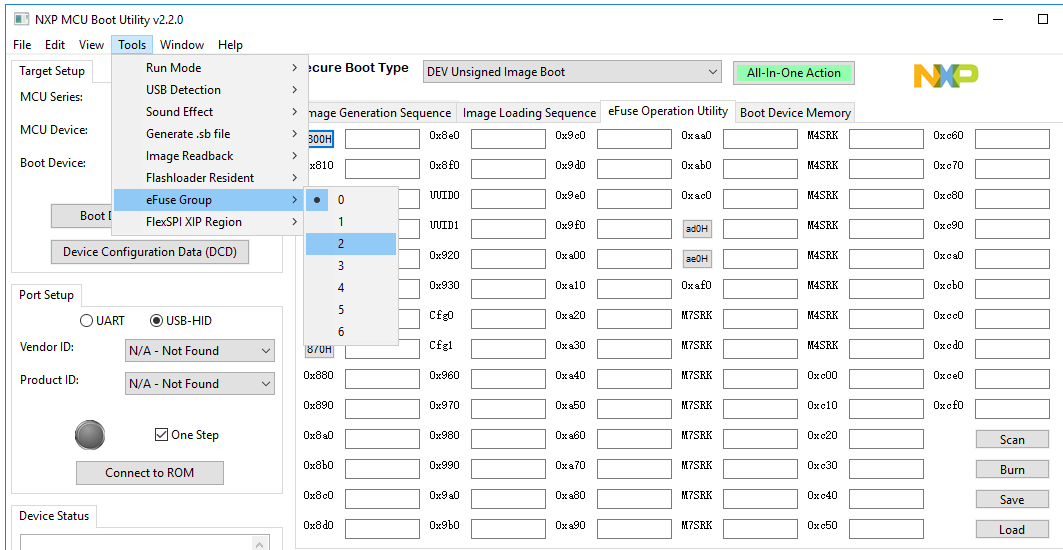 NXP MCU Boot Utility v2.2.0
File Edit View Tools Window Help
Target Setup
MCU Series:
MCU Device:
Boot Device:
Boot D
Device Configuration Data (DCD)
Run Mode
USB Detection
Sound Effect
Generate .sb file
Image Readback
Flashloader Resident
eFuse Group
FlexSPI XIP Region
0
1
2
3
4
5
6
ecure Boot Type DEV Unsigned Image Boot All-In-One Action NXP
mage Generation Sequence Image Loading Sequence eFuse Operation Utility Boot Device Memory
800H 0x8e0 0x9c0 0xaa0 M4SRK 0xc60
x810 0x8f0 0x9d0 0xab0 M4SRK 0xc70
UUID0 0x9e0 0xac0 M4SRK 0xc80
UUID1 0x9f0 ad0H M4SRK 0xc90
0x920 0xa00 ae0H M4SRK 0xca0
0x930 0xa10 0xaf0 M4SRK 0xcb0
Cfg0 0xa20 M7SRK M4SRK 0xcc0
870H Cfg1 0xa30 M7SRK M4SRK 0xcd0
0x880 0x960 0xa40 M7SRK 0xc00 0xce0
0x890 0x970 0xa50 M7SRK 0xc10 0xcf0
0x8a0 0x980 0xa60 M7SRK 0xc20 Scan
0x8b0 0x990 0xa70 M7SRK 0xc30 Burn
0x8c0 0x9a0 0xa80 M7SRK 0xc40 Save
0x8d0 0x9b0 0xa90 M7SRK 0xc50 Load
Port Setup
UART USB-HID
Vendor ID: N/A - Not Found
Product ID: N/A - Not Found
One Step
Connect to ROM
Device Status